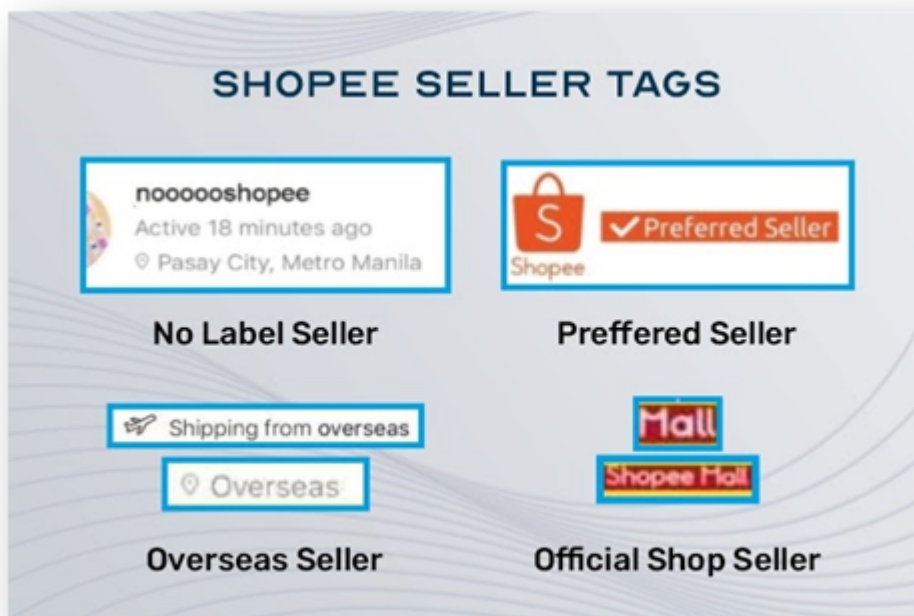 SHOPEE SELLER TAGS
noooooshopee
Active 18 minutes ago
Pasay City, Metro Manila
No Label Seller
S
Shopee
Preferred Seller
Preffered Seller
Shipping from overseas
Overseas
Overseas Seller
Mall
Shopee Mall
Official Shop Seller